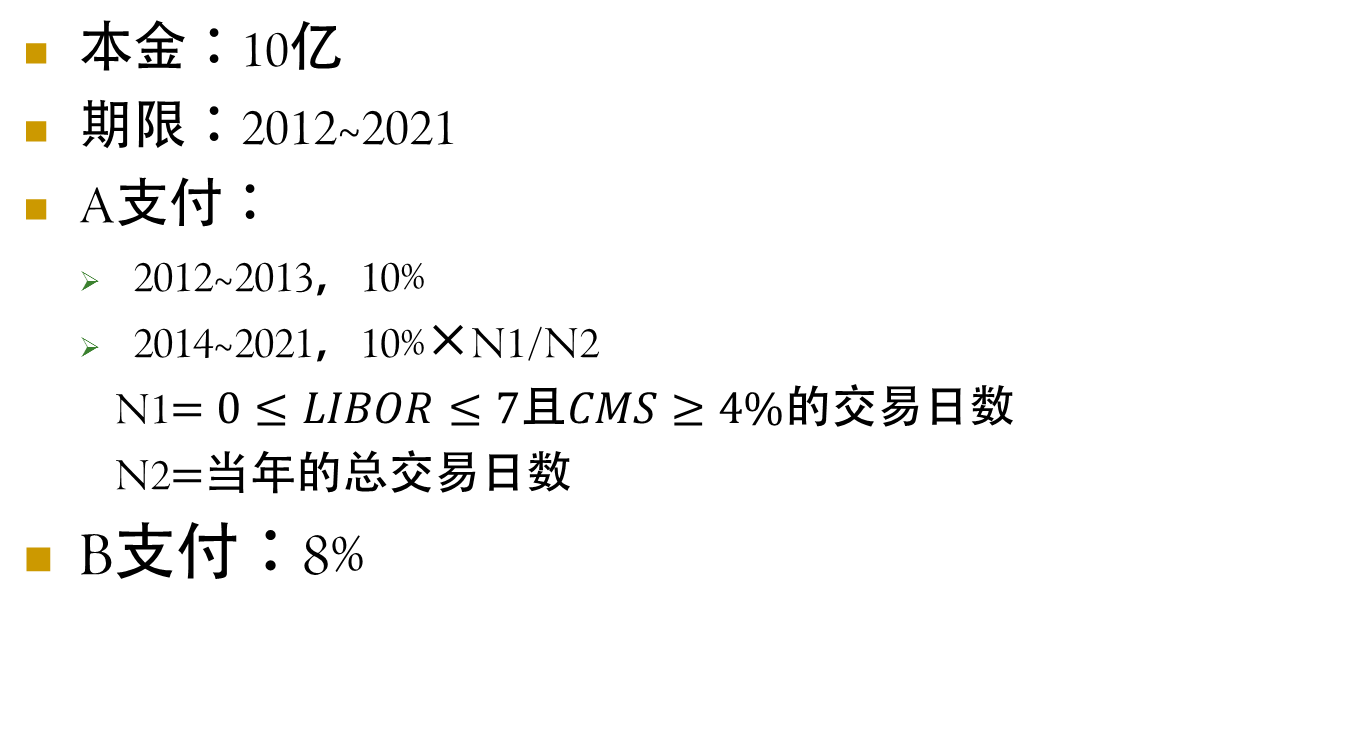 本金：10亿
期限：2012~2021
A支付：
2012~2013，10%
2014~2021，10%×N1/N2
N1= 0 ≤ LIBOR ≤ 7且CMS ≥ 4%的交易日数
N2=当年的总交易日数
B支付：8%